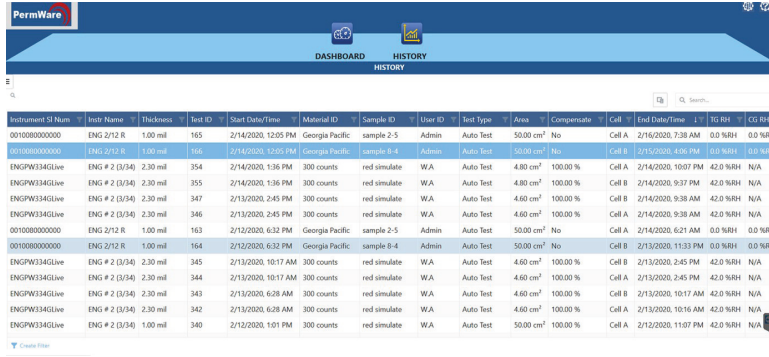 PermWare
DASHBOARD HISTORY
HISTORY
Search...
Instrument Sl Num Instr Name Thickness Test ID Start Date/Time Material ID Sample ID User ID Test Type Area Compensate Cell End Date/Time TG RH CG RH
0010080000000 ENG 2/12 R 1.00 mil 165 2/14/2020, 12:05 PM Georgia Pacific sample 2-5 Admin Auto Test 50.00 cm² No Cell A 2/16/2020, 7:38 AM 0.0 %RH 0.0 %R
0010080000000 ENG 2/12 R 1.00 mil 166 2/14/2020, 12:05 PM Georgia Pacific sample 8-4 Admin Auto Test 50.00 cm² No Cell B 2/15/2020, 4:06 PM 0.0 %RH 0.0 %R
ENGPW334GLive ENG # 2 (3/34) 2.30 mil 354 2/14/2020, 1:36 PM 300 counts red simulate W.A Auto Test 4.80 cm² 100.00 % Cell A 2/14/2020, 10:07 PM 42.0 %RH N/A
ENGPW334GLive ENG # 2 (3/34) 2.30 mil 355 2/14/2020, 1:36 PM 300 counts red simulate W.A Auto Test 4.80 cm² 100.00 % Cell B 2/14/2020, 9:37 PM 42.0 %RH N/A
ENGPW334GLive ENG # 2 (3/34) 2.30 mil 347 2/13/2020, 2:45 PM 300 counts red simulate W.A Auto Test 4.60 cm² 100.00 % Cell B 2/14/2020, 9:38 AM 42.0 %RH N/A
ENGPW334GLive ENG # 2 (3/34) 2.30 mil 346 2/13/2020, 2:45 PM 300 counts red simulate W.A Auto Test 4.60 cm² 100.00 % Cell A 2/14/2020, 9:38 AM 42.0 %RH N/A
0010080000000 ENG 2/12 R 1.00 mil 163 2/12/2020, 6:32 PM Georgia Pacific sample 2-5 Admin Auto Test 50.00 cm² No Cell A 2/14/2020, 6:21 AM 0.0 %RH 0.0 %R
0010080000000 ENG 2/12 R 1.00 mil 164 2/12/2020, 6:32 PM Georgia Pacific sample 8-4 Admin Auto Test 50.00 cm² No Cell B 2/13/2020, 11:33 PM 0.0 %RH 0.0 %R
ENGPW334GLive ENG # 2 (3/34) 2.30 mil 345 2/13/2020, 10:17 AM 300 counts red simulate W.A Auto Test 4.60 cm² 100.00 % Cell B 2/13/2020, 2:45 PM 42.0 %RH N/A
ENGPW334GLive ENG # 2 (3/34) 2.30 mil 344 2/13/2020, 10:17 AM 300 counts red simulate W.A Auto Test 4.60 cm² 100.00 % Cell A 2/13/2020, 2:45 PM 42.0 %RH N/A
ENGPW334GLive ENG # 2 (3/34) 2.30 mil 343 2/13/2020, 6:28 AM 300 counts red simulate W.A Auto Test 4.60 cm² 100.00 % Cell B 2/13/2020, 10:17 AM 42.0 %RH N/A
ENGPW334GLive ENG # 2 (3/34) 2.30 mil 342 2/13/2020, 6:28 AM 300 counts red simulate W.A Auto Test 4.60 cm² 100.00 % Cell A 2/13/2020, 10:16 AM 42.0 %RH N/A
ENGPW334GLive ENG # 2 (3/34) 1.00 mil 340 2/12/2020, 1:01 PM 300 counts red simulate W.A Auto Test 50.00 cm² 100.00 % Cell A 2/12/2020, 11:07 PM 42.0 %RH N/A
Create Filter